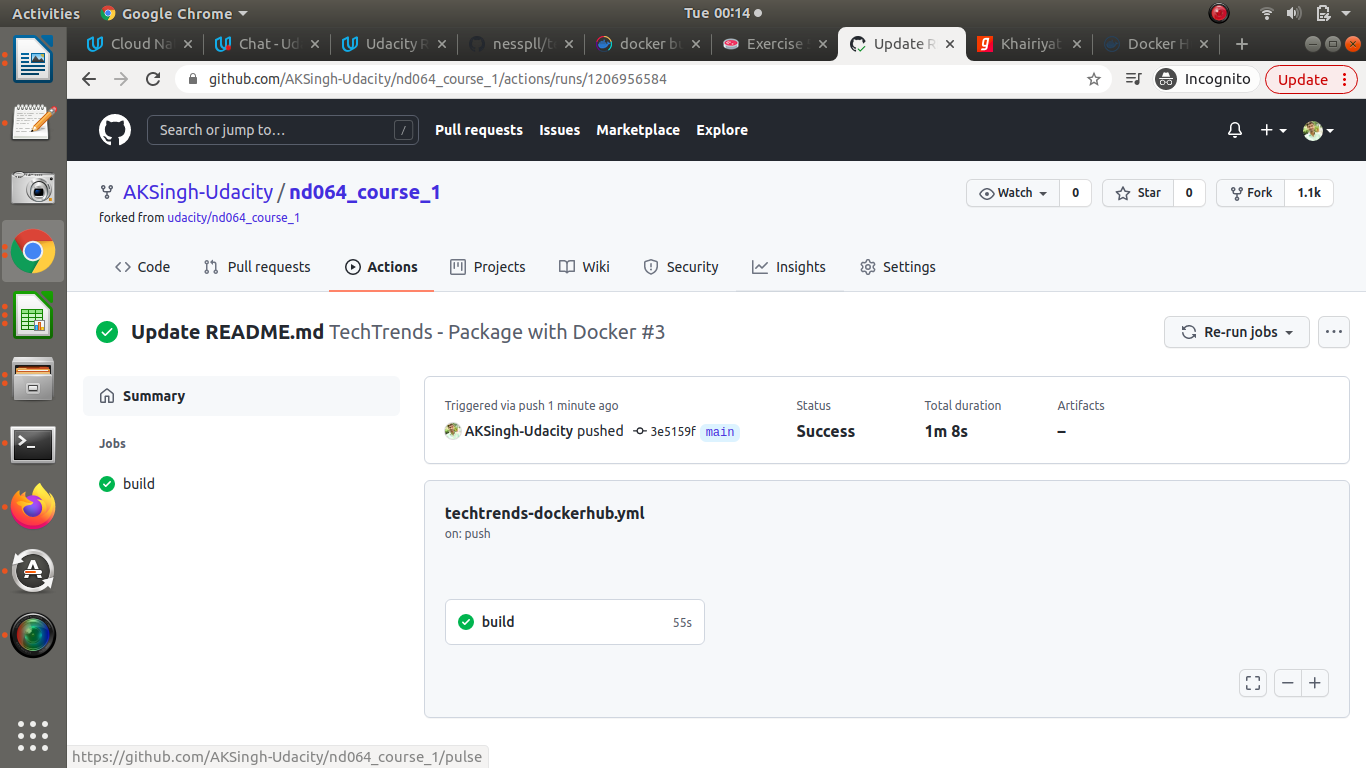 Activities Google Chrome Tue 00:14
Cloud Na Chat - Ud Udacity R nesspll/te docker bu Exercise S Update R Khairiyat Docker H
github.com/AKSingh-Udacity/nd064_course_1/actions/runs/1206956584 Incognito Update
Search or jump to... / Pull requests Issues Marketplace Explore
AKSingh-Udacity / nd064_course_1 Watch 0 Star 0 Fork 1.1k
forked from udacity/nd064_course_1
Code Pull requests Actions Projects Wiki Security Insights Settings
Update README.md TechTrends - Package with Docker #3 Re-run jobs
Summary
Jobs
build
Triggered via push 1 minute ago Status Total duration Artifacts
AKSingh-Udacity pushed 3e5159f main Success 1m 8s –
techtrends-dockerhub.yml
on: push
build 55s
https://github.com/AKSingh-Udacity/nd064_course_1/pulse